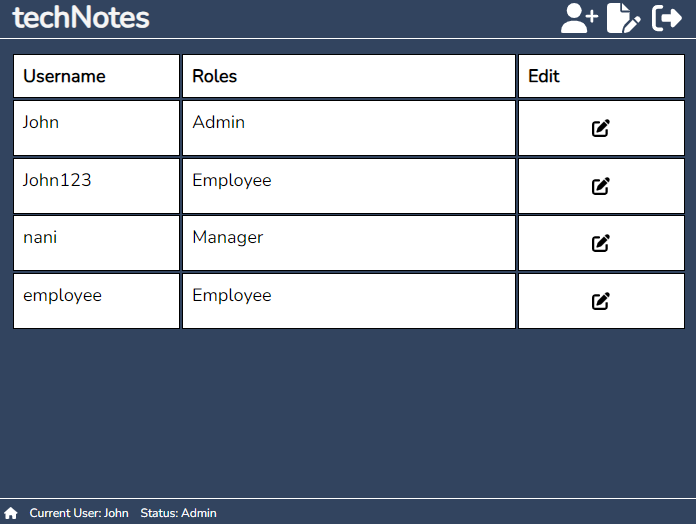 techNotes
Username Roles Edit
John Admin
John123 Employee
nani Manager
employee Employee
Current User: John Status: Admin